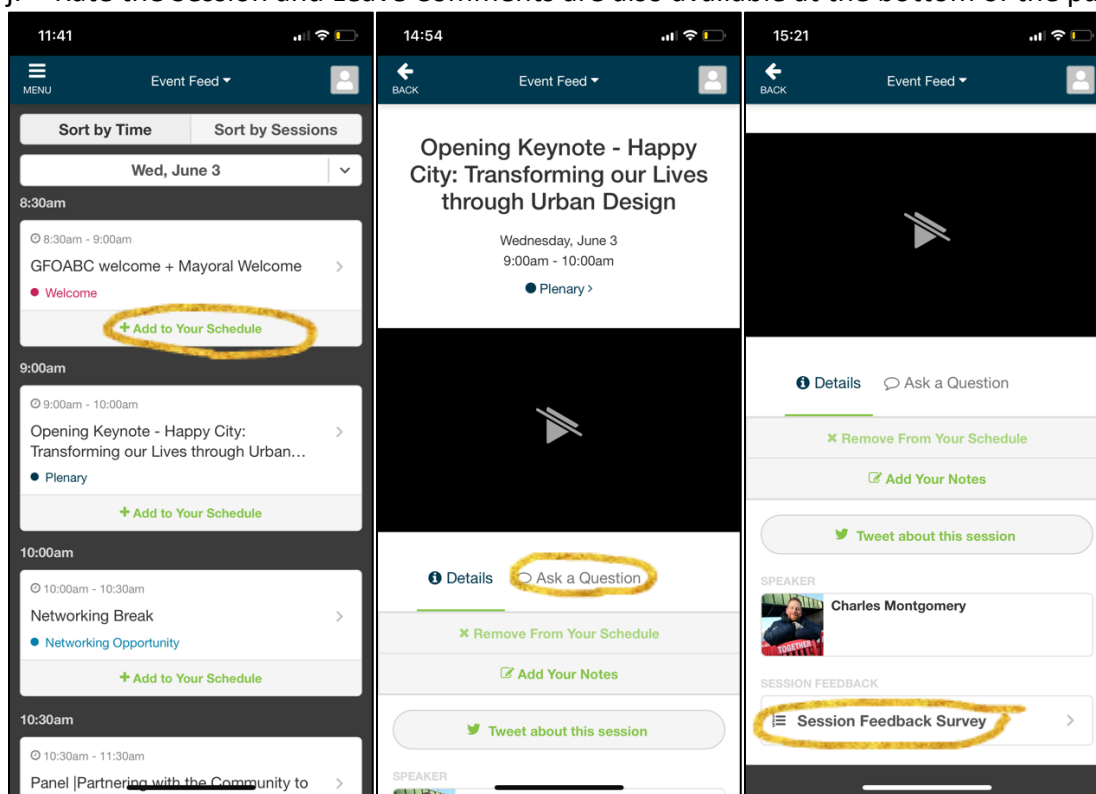 j. Rate the session and Leave Comments are also available at the bottom of the
11:41
MENU
Event Feed
Sort by Time
Sort by Sessions
Wed, June 3
8:30am
8:30am - 9:00am
GFOABC welcome + Mayoral Welcome
Welcome
+ Add to Your Schedule
9:00am
9:00am - 10:00am
Opening Keynote - Happy City:
Transforming our Lives through Urban...
Plenary
+ Add to Your Schedule
10:00am
10:00am - 10:30am
Networking Break
Networking Opportunity
+ Add to Your Schedule
10:30am
10:30am - 11:30am
Panel |Partnering with the Community to
14:54
BACK
Event Feed
Opening Keynote - Happy
City: Transforming our Lives
through Urban Design
Wednesday, June 3
9:00am - 10:00am
Plenary
Details
Ask a Question
Remove From Your Schedule
Add Your Notes
Tweet about this session
SPEAKER
15:21
BACK
Event Feed
Details
Ask a Question
Remove From Your Schedule
Add Your Notes
Tweet about this session
SPEAKER
Charles Montgomery
TOGETHER
SESSION FEEDBACK
Session Feedback Survey